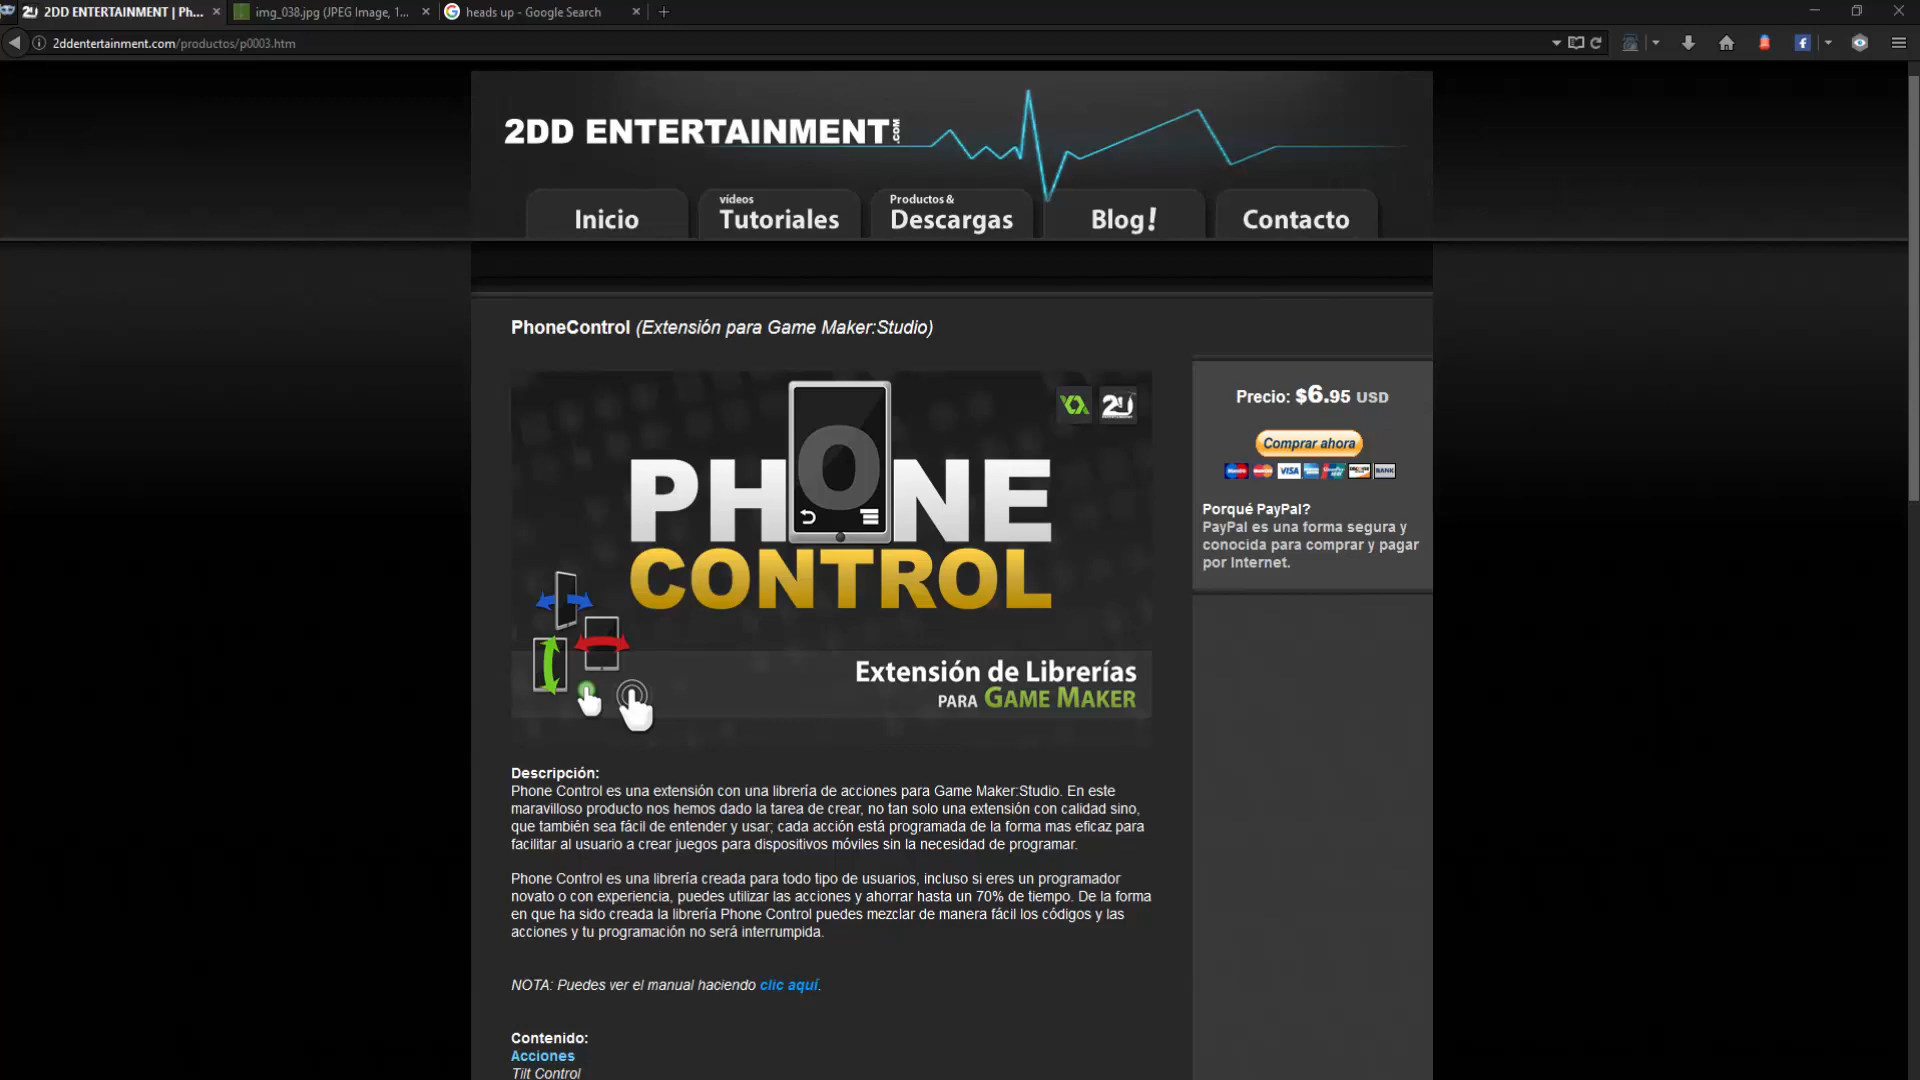 2DD ENTERTAINMENT | Ph...
img_038.jpg (JPEG Image, 1...
heads up - Google Search
2ddentertainment.com/productos/p0003.htm
2DD ENTERTAINMENT.COM
Inicio
vídeos
Tutoriales
Productos &
Descargas
Blog!
Contacto
PhoneControl (Extensión para Game Maker:Studio)
PHONE
CONTROL
Extensión de Librerías
PARA GAME MAKER
Precio: $6.95 USD
Comprar ahora
VISA
BANK
Porqué PayPal?
PayPal es una forma segura y
conocida para comprar y pagar
por Internet.
Descripción:
Phone Control es una extensión con una librería de acciones para Game Maker:Studio. En este
maravilloso producto nos hemos dado la tarea de crear, no tan solo una extensión con calidad sino,
que también sea fácil de entender y usar; cada acción está programada de la forma mas eficaz para
facilitar al usuario a crear juegos para dispositivos móviles sin la necesidad de programar.
Phone Control es una librería creada para todo tipo de usuarios, incluso si eres un programador
novato o con experiencia, puedes utilizar las acciones y ahorrar hasta un 70% de tiempo. De la forma
en que ha sido creada la librería Phone Control puedes mezclar de manera fácil los códigos y las
acciones y tu programación no será interrumpida.
NOTA: Puedes ver el manual haciendo clic aquí.
Contenido:
Acciones
Tilt Control